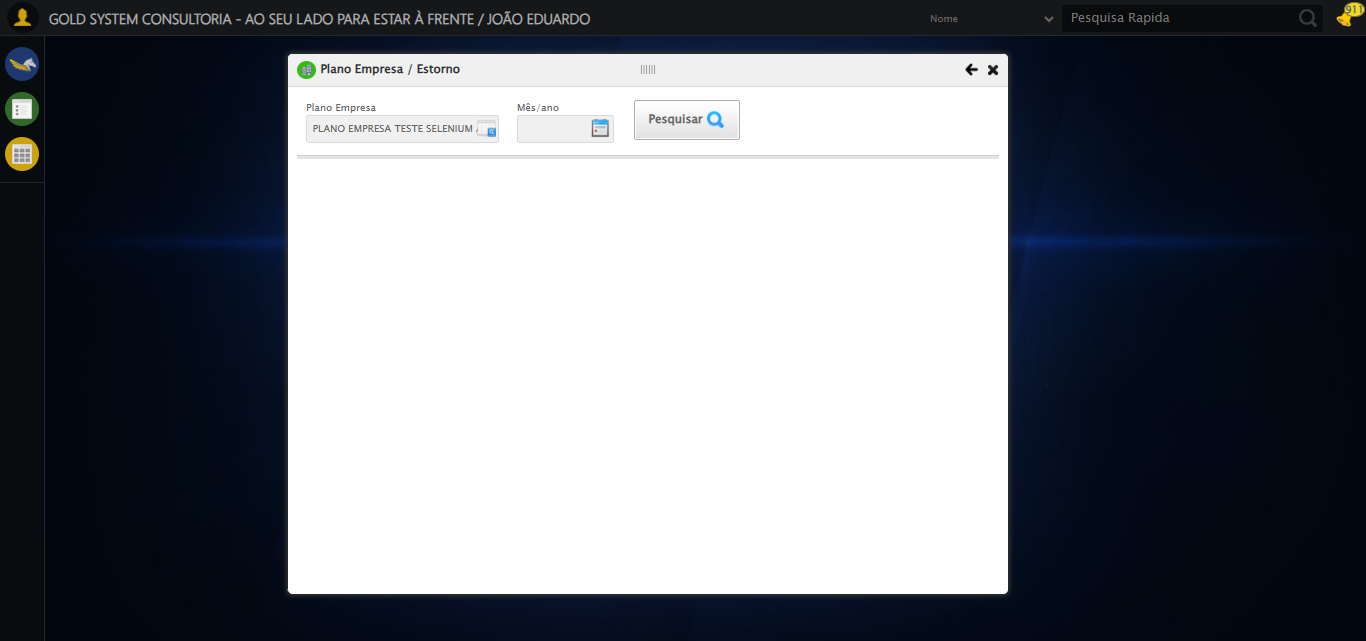 GOLD SYSTEM CONSULTORIA - AO SEU LADO PARA ESTAR À FRENTE / JOÃO EDUARDO
Nome
Pesquisa Rapida
911
Plano Empresa / Estorno
Plano Empresa
Mês/ano
PLANO EMPRESA TESTE SELENIUM
Pesquisar